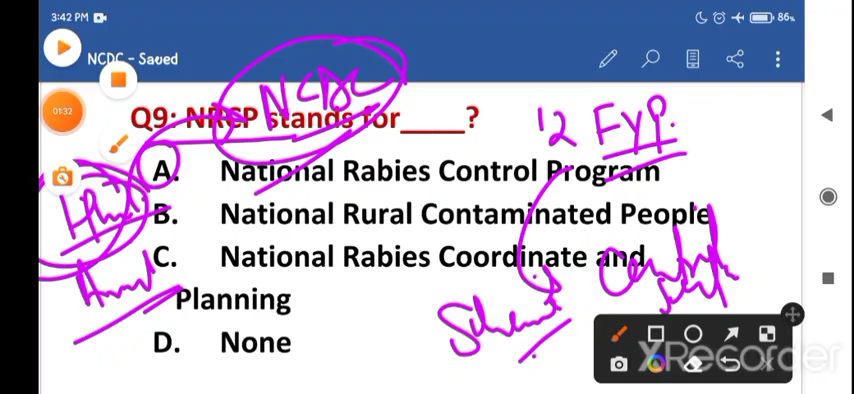 3:42 PM 86%
NCDC - Saved
01:32
NCDC
Q9: NRCP stands for____?
12 FYP.
A. National Rabies Control Program
B. National Rural Contaminated People
C. National Rabies Coordinate and
Planning
D. None
XRecorder